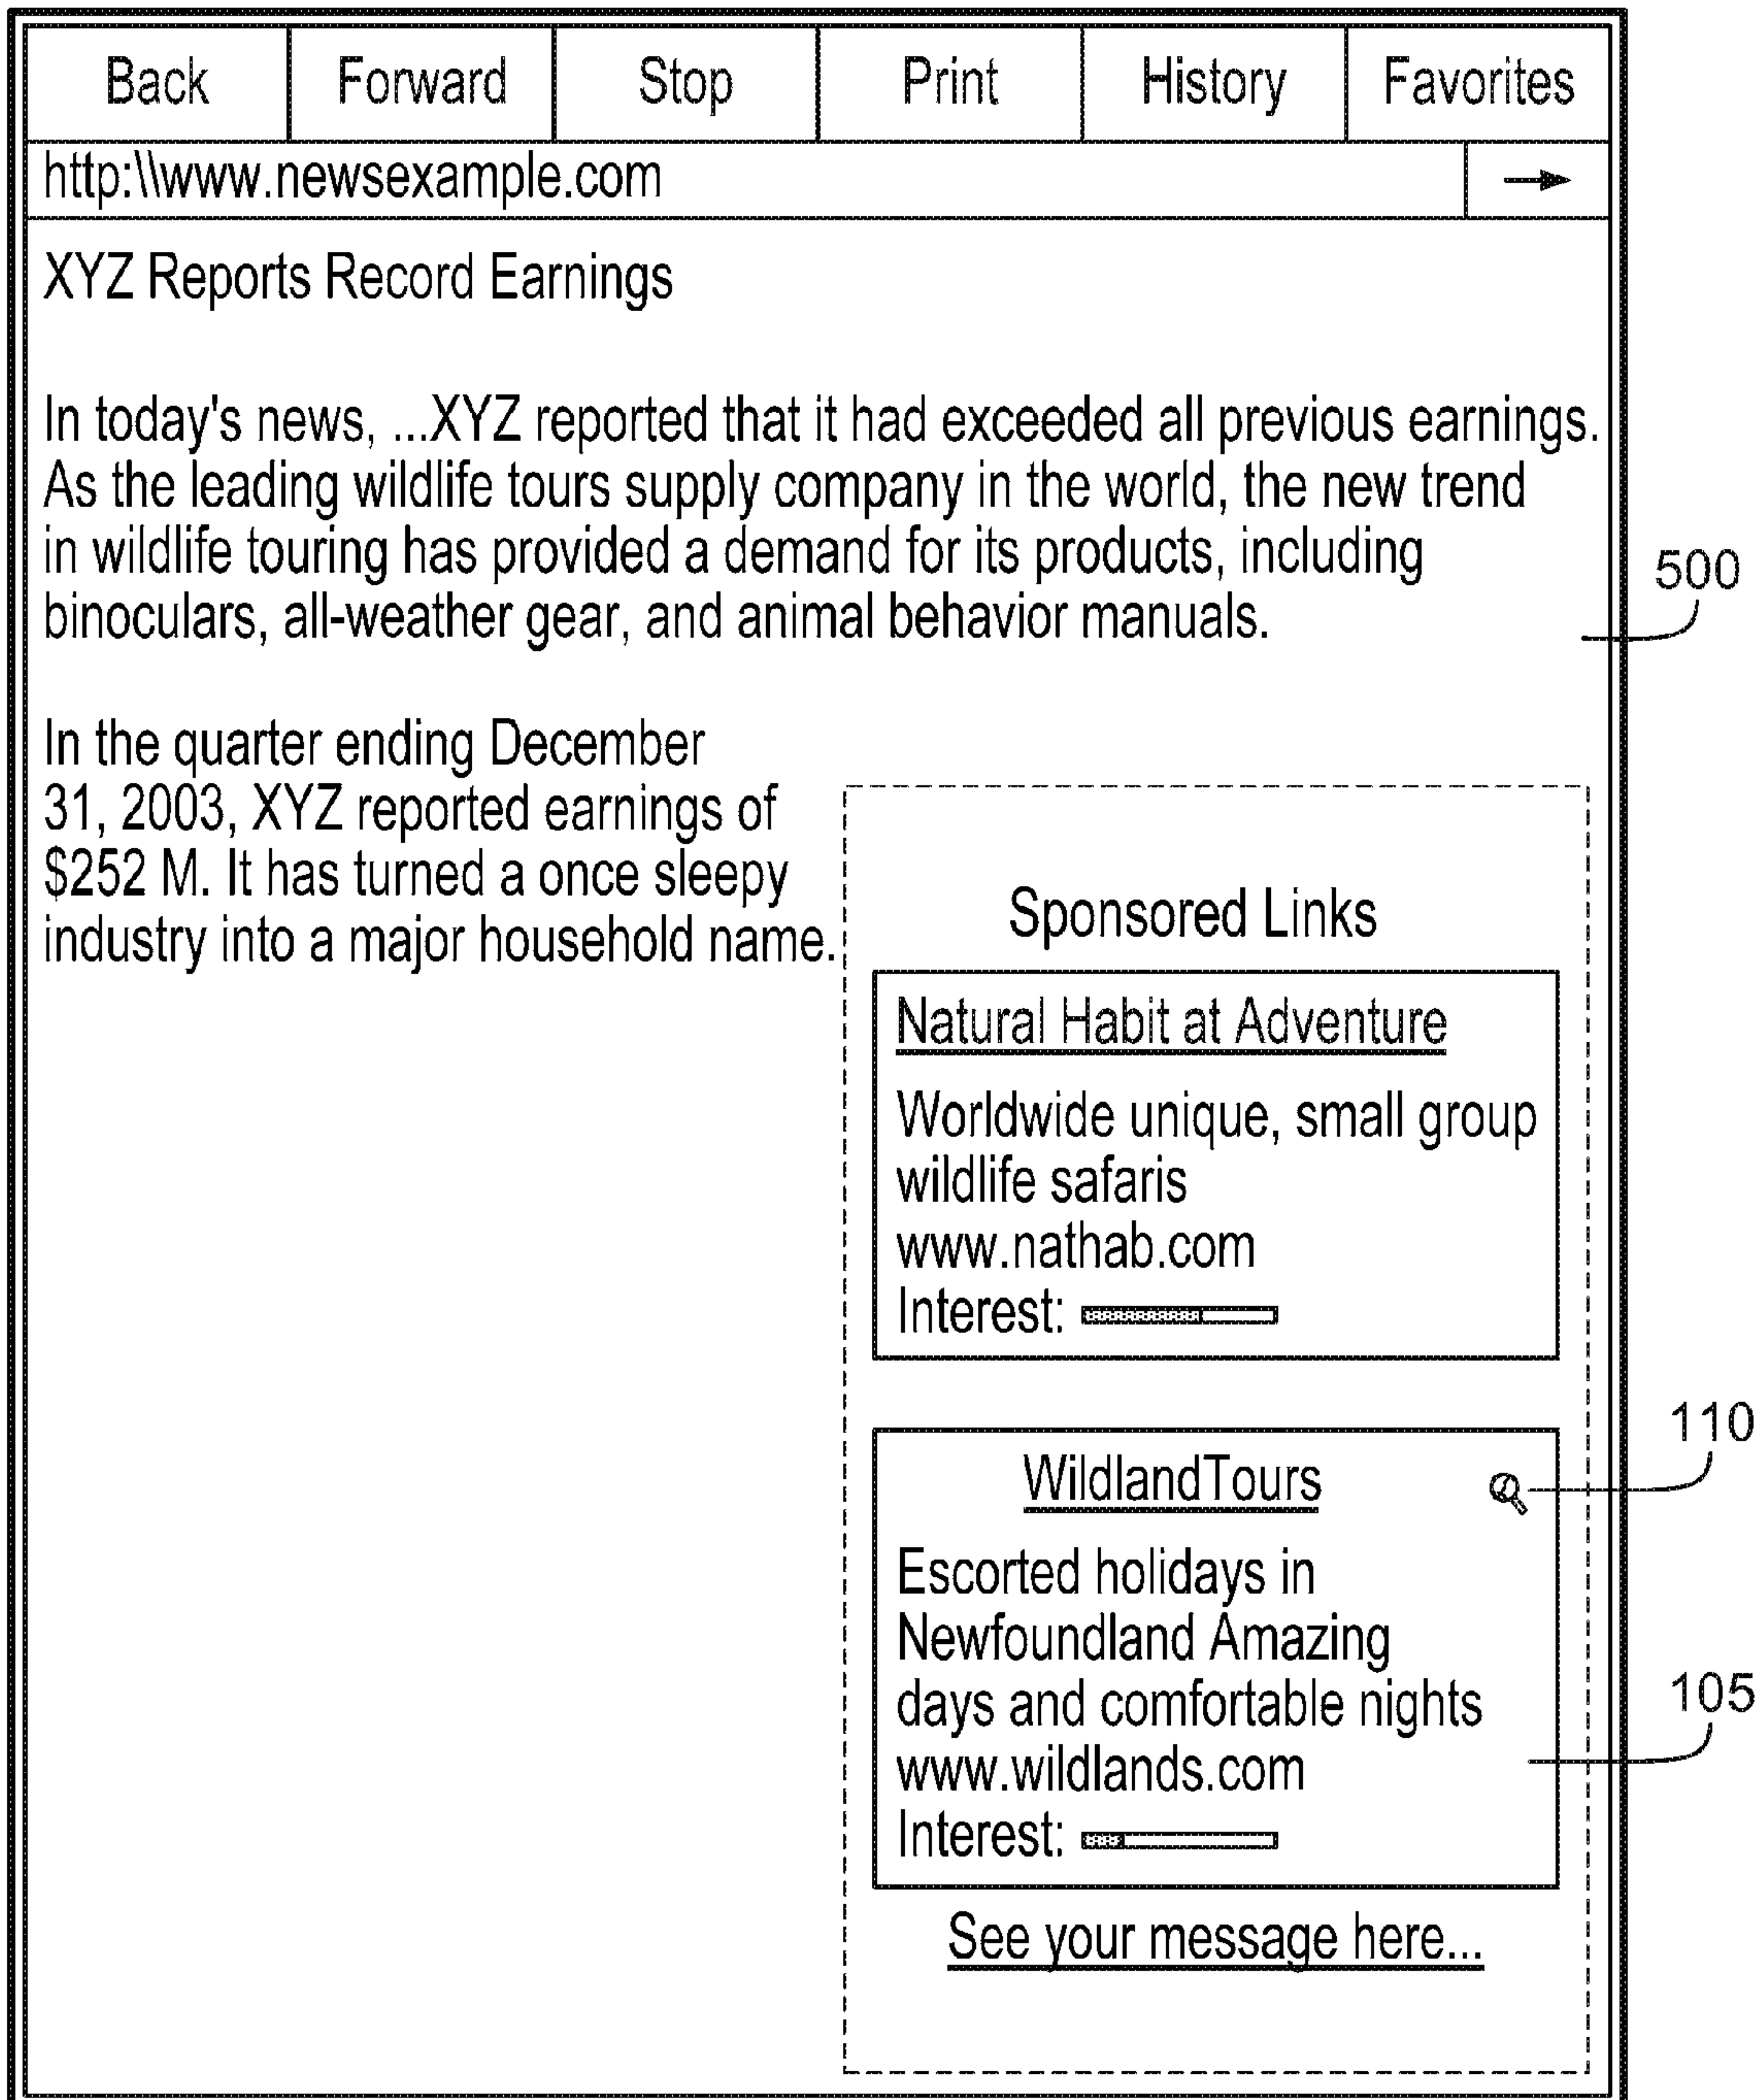 Back Forward Stop Print History Favorites
http:\\www.newsexample.com
XYZ Reports Record Earnings
In today's news, ...XYZ reported that it had exceeded all previous earnings.
As the leading wildlife tours supply company in the world, the new trend
in wildlife touring has provided a demand for its products, including
binoculars, all-weather gear, and animal behavior manuals.
500
In the quarter ending December
31, 2003, XYZ reported earnings of
$252 M. It has turned a once sleepy
industry into a major household name.
Sponsored Links
Natural Habit at Adventure
Worldwide unique, small group
wildlife safaris
www.nathab.com
Interest:
110
WildlandTours
Escorted holidays in
Newfoundland Amazing
days and comfortable nights
www.wildlands.com
Interest:
105
See your message here...